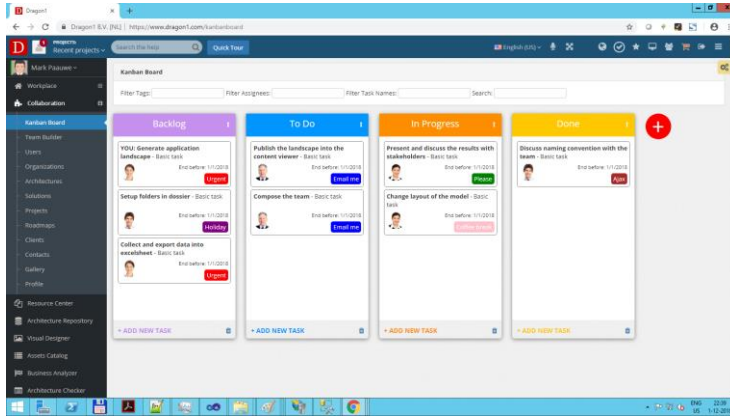 Dragon1
Dragon1 B.V. [NL] | https://www.dragon1.com/kanbanboard
D
PROJECTS
Recent projects
Search the help
Quick Tour
English (US)
Mark Paauwe
Kanban Board
Workplace
Filter Tags:
Filter Assignees:
Filter Task Names:
Search:
Collaboration
Kanban Board
Team Builder
Users
Organizations
Architectures
Solutions
Projects
Roadmaps
Clients
Contacts
Gallery
Profile
Resource Center
Architecture Repository
Visual Designer
Assets Catalog
Business Analyzer
Architecture Checker
Backlog
YOU: Generate application
landscape - Basic task
End before: 1/1/2018
Urgent
Setup folders in dossier - Basic task
End before: 1/1/2018
Holiday
Collect and export data into
excelsheet - Basic task
End before: 1/1/2018
Urgent
+ ADD NEW TASK
To Do
Publish the landscape into the
content viewer - Basic task
End before: 1/1/2018
Email me
Compose the team - Basic task
End before: 1/1/2018
Email me
+ ADD NEW TASK
In Progress
Present and discuss the results with
stakeholders - Basic task
End before: 1/1/2018
Please
Change layout of the model - Basic
task
End before: 1/1/2018
+ ADD NEW TASK
Done
Discuss naming convention with the
team - Basic task
End before: 1/1/2018
Ajax
+ ADD NEW TASK
ENG
US